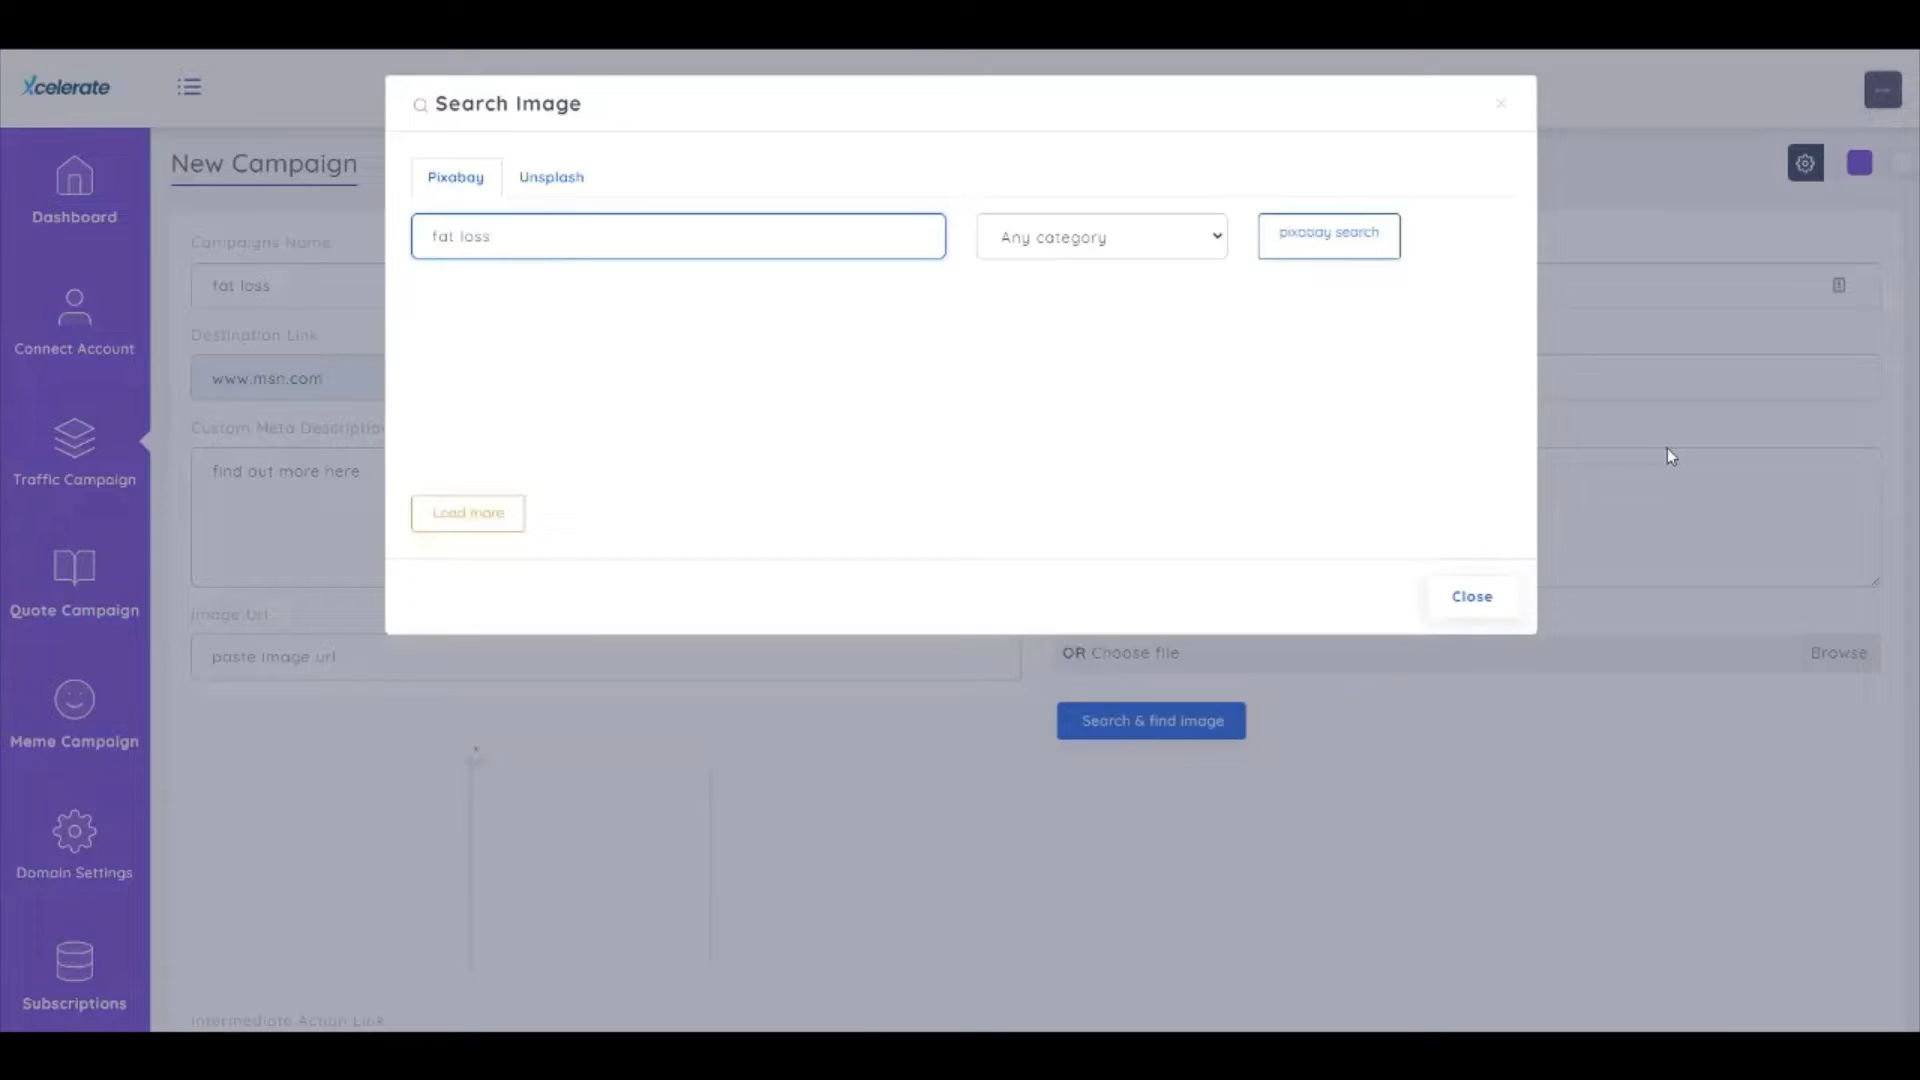 Xcelerate
Search Image
×
New Campaign
Pixabay
Unsplash
fat loss
Any category
pixabay search
Dashboard
Campaigns Name
fat loss
Destination Link
Connect Account
www.msn.com
Custom Meta Descriptio
find out more here
Traffic Campaign
Load more
Close
Quote Campaign
Image Url
paste image url
OR Choose file
Browse
Search & find image
Meme Campaign
Domain Settings
Subscriptions
Intermediate Action Link